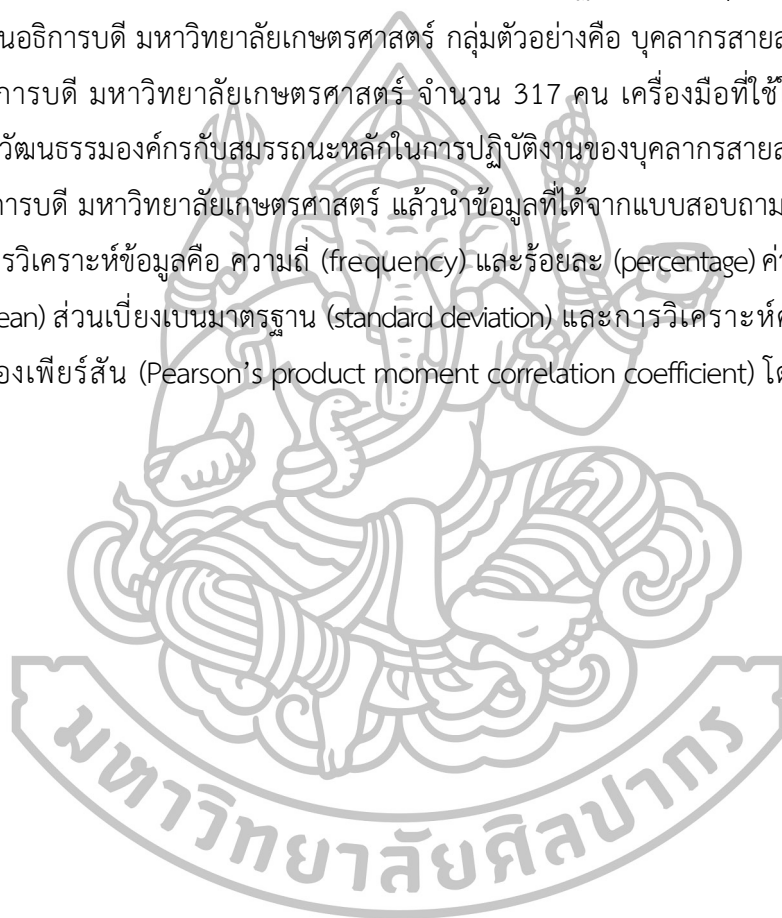 นอธิการบดี มหาวิทยาลัยเกษตรศาสตร์ กลุ่มตัวอย่างคือ บุคลากรสายส
การบดี มหาวิทยาลัยเกษตรศาสตร์ จำนวน 317 คน เครื่องมือที่ใช้
วัฒนธรรมองค์กรกับสมรรถนะหลักในการปฏิบัติงานของบุคลากรสายส
การบดี มหาวิทยาลัยเกษตรศาสตร์ แล้วนำข้อมูลที่ได้จากแบบสอบถาม
รวิเคราะห์ข้อมูลคือ ความถี่ (frequency) และร้อยละ (percentage) ค่
ean) ส่วนเบี่ยงเบนมาตรฐาน (standard deviation) และการวิเคราะห์
องเพียร์สัน (Pearson’s product moment correlation coefficient) โด
มหาวิทยาลัยศิลปากร